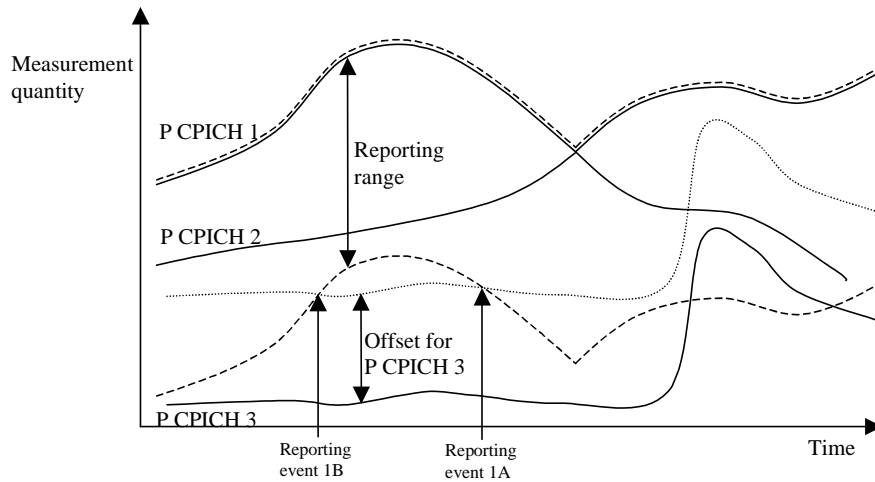 Measurement
quantity
P CPICH 1
Reporting
range
P CPICH 2
Offset for
P CPICH 3
P CPICH 3
Time
Reporting
event 1B
Reporting
event 1A